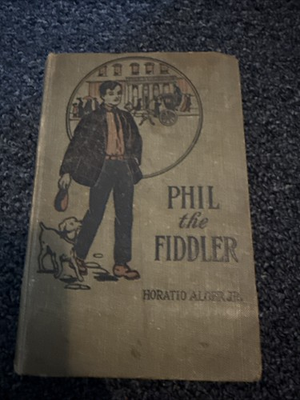 PHIL
the
FIDDLER
HORATIO ALGER JR.